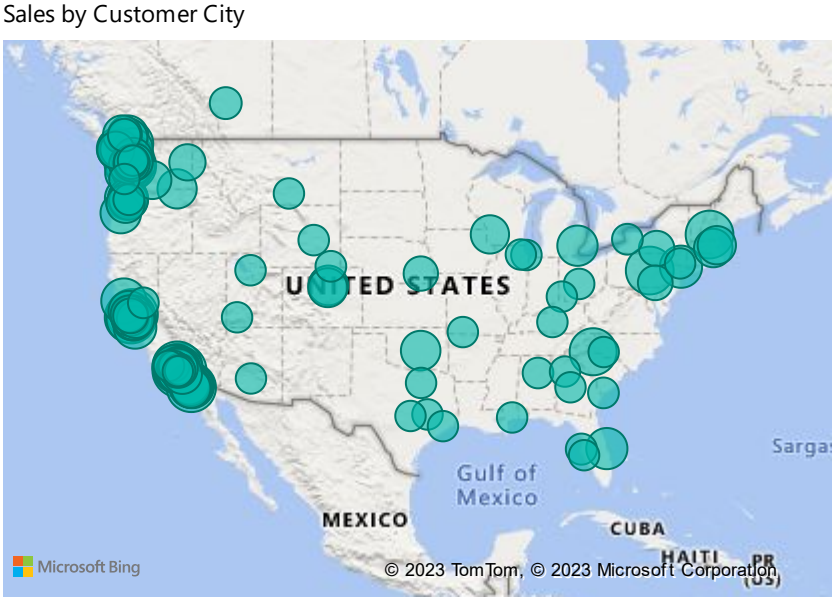 Sales by Customer City
UNITED STATES
Sargas
Gulf of
Mexico
MEXICO
CUBA
HAITI
PR
(US)
Microsoft Bing
© 2023 TomTom, © 2023 Microsoft Corporation